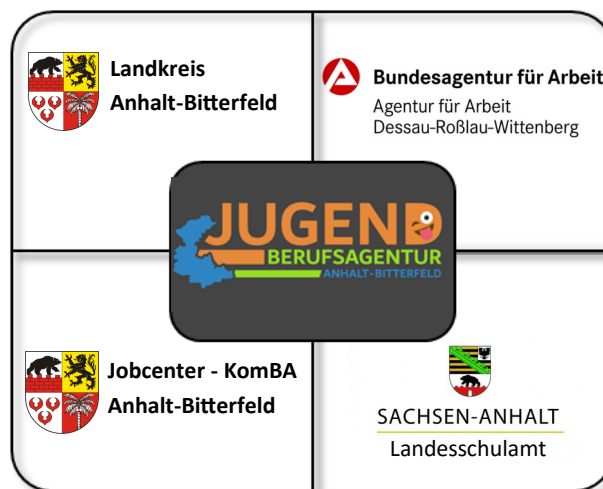 Landkreis
Anhalt-Bitterfeld
Bundesagentur für Arbeit
Agentur für Arbeit
Dessau-Roßlau-Wittenberg
JUGEND
BERUFSAGENTUR
ANHALT-BITTERFELD
Jobcenter - KomBA
Anhalt-Bitterfeld
SACHSEN-ANHALT
Landesschulamt